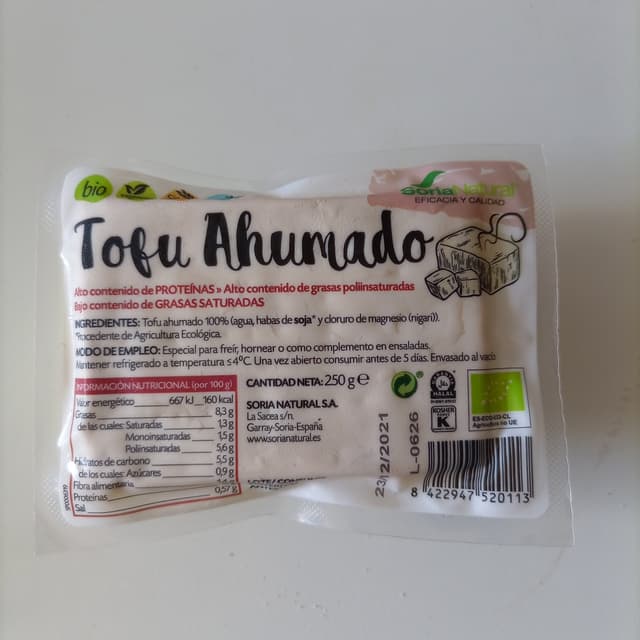 bio
Soria Natural
EFICACIA Y CALIDAD
Tofu Ahumado
Alto contenido de PROTEÍNAS » Alto contenido de grasas poliinsaturadas
Bajo contenido de GRASAS SATURADAS
INGREDIENTES: Tofu ahumado 100% (agua, habas de soja* y cloruro de magnesio (nigari)).
*Procedente de Agricultura Ecológica.
MODO DE EMPLEO: Especial para freír, hornear o como complemento en ensaladas.
Mantener refrigerado a temperatura ≤4°C. Una vez abierto consumir antes de 5 días. Envasado al vacío
INFORMACIÓN NUTRICIONAL (por 100 g)
Valor energético 667 kJ 160 kcal
Grasas 8,3 g
de las cuales: Saturadas 1,3 g
Monoinsaturadas 1,5 g
Poliinsaturadas 5,6 g
Hidratos de carbono 5,5 g
de los cuales: Azúcares 0,9 g
Fibra alimentaria
Proteínas
Sal 0,57 g
CANTIDAD NETA: 250 g e
SORIA NATURAL S.A.
La Sacea s/n.
Garray-Soria-España
www.sorianatural.es
23/2/2021
L-0626
HALAL
KOSHER
K
ES-ECO-016-CL
Agricultura no UE
8 422947 520113